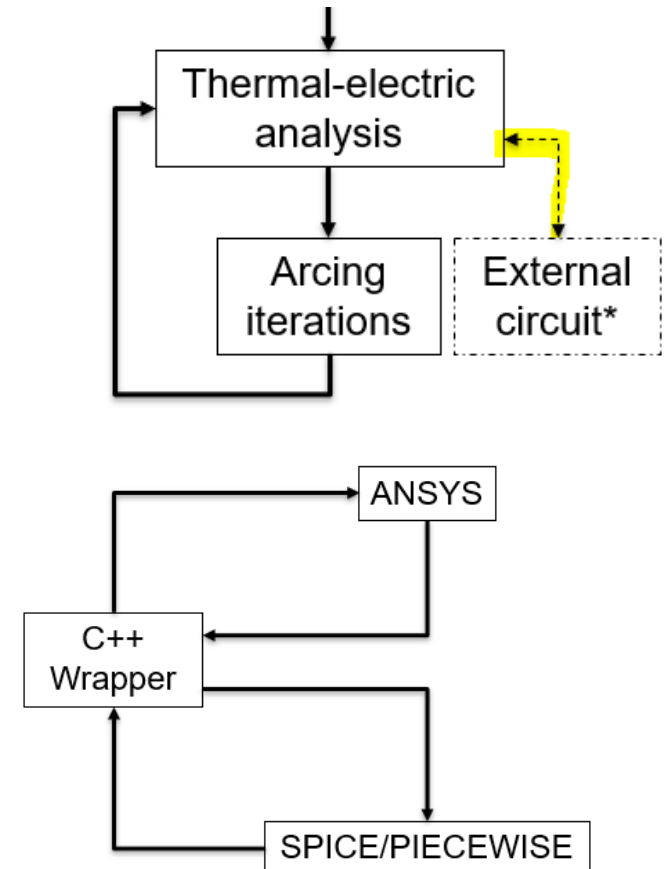 Thermal-electric
analysis
Arcing
iterations
External
circuit*
ANSYS
C++
Wrapper
SPICE/PIECEWISE